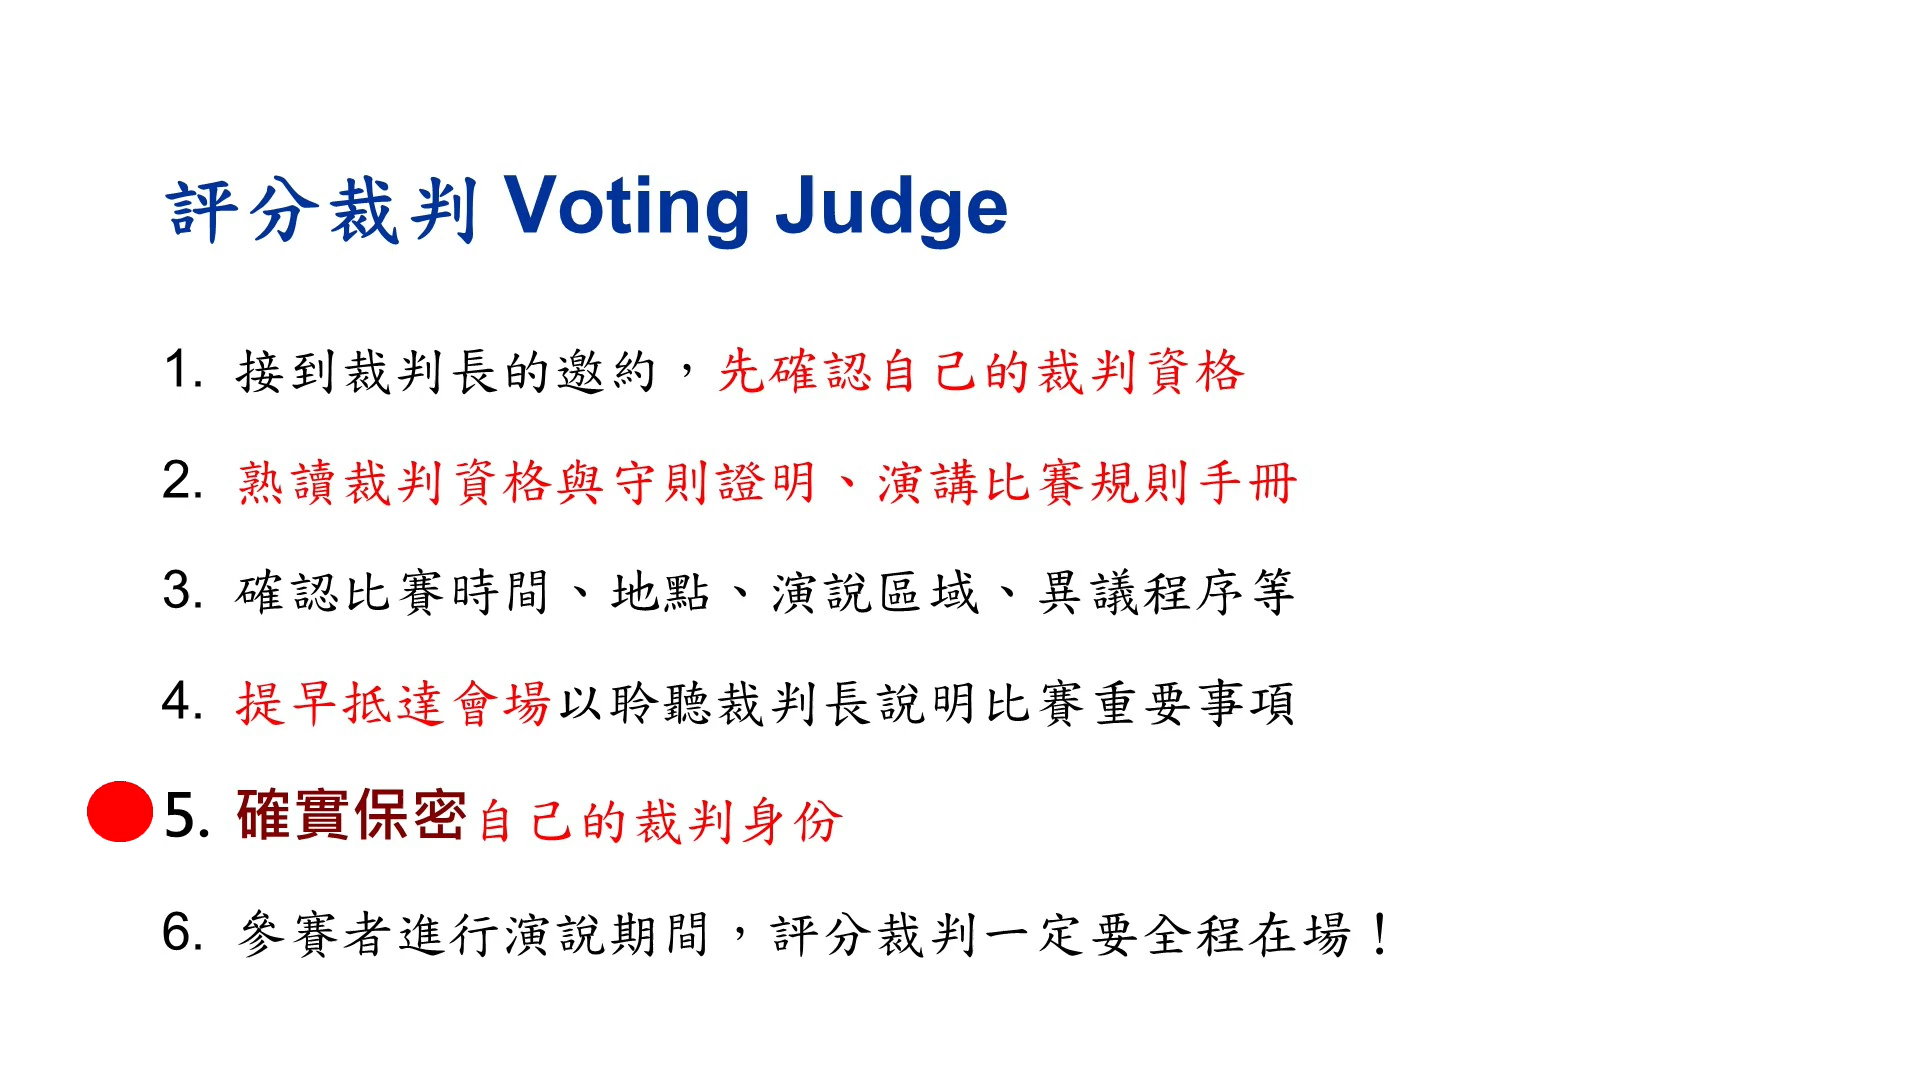 評分裁判 Voting Judge
1. 接到裁判長的邀約，先確認自己的裁判資格
2. 熟讀裁判資格與守則證明、演講比賽規則手冊
3. 確認比賽時間、地點、演說區域、異議程序等
4. 提早抵達會場以聆聽裁判長說明比賽重要事項
5. 確實保密自己的裁判身份
6. 參賽者進行演說期間，評分裁判一定要全程在場！